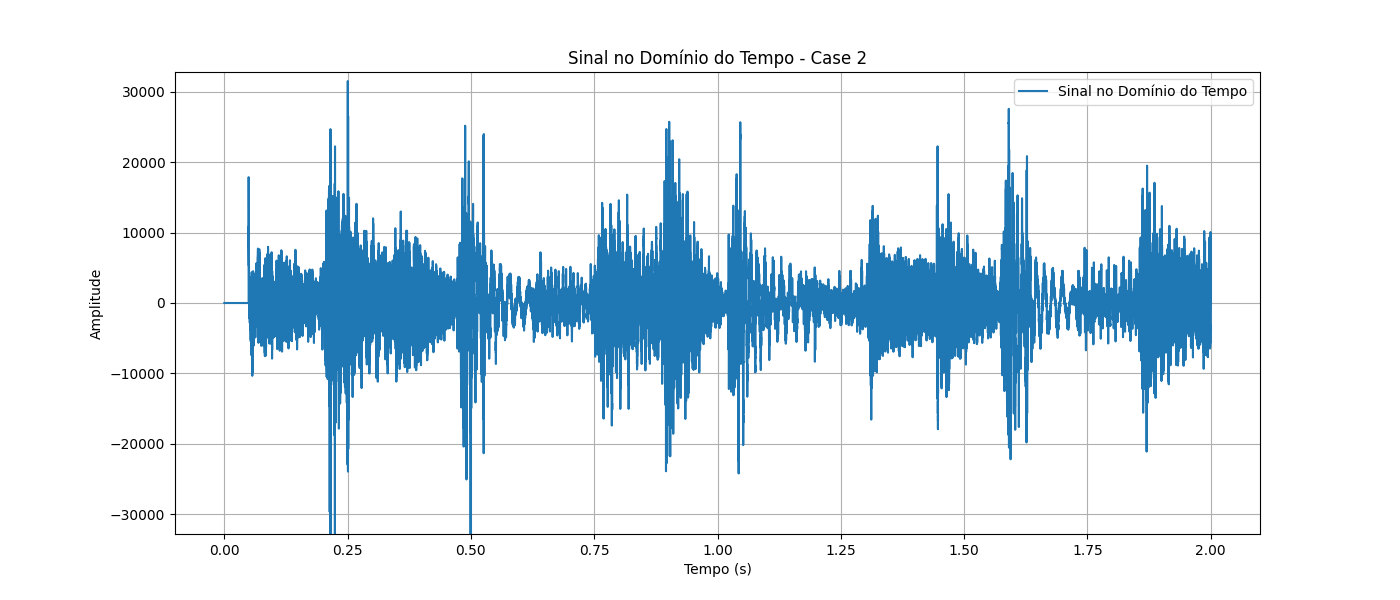 Sinal no Domínio do Tempo - Case 2
Sinal no Domínio do Tempo
30000
20000
10000
0
−10000
−20000
−30000
Amplitude
0.00 0.25 0.50 0.75 1.00 1.25 1.50 1.75 2.00
Tempo (s)